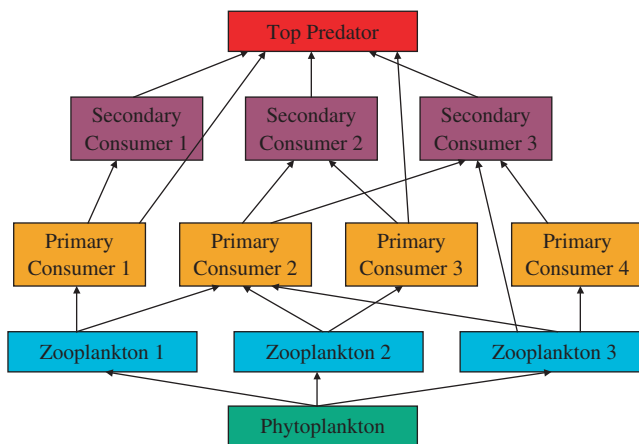 Top Predator
Secondary
Consumer 1
Secondary
Consumer 2
Secondary
Consumer 3
Primary
Consumer 1
Primary
Consumer 2
Primary
Consumer 3
Primary
Consumer 4
Zooplankton 1
Zooplankton 2
Zooplankton 3
Phytoplankton